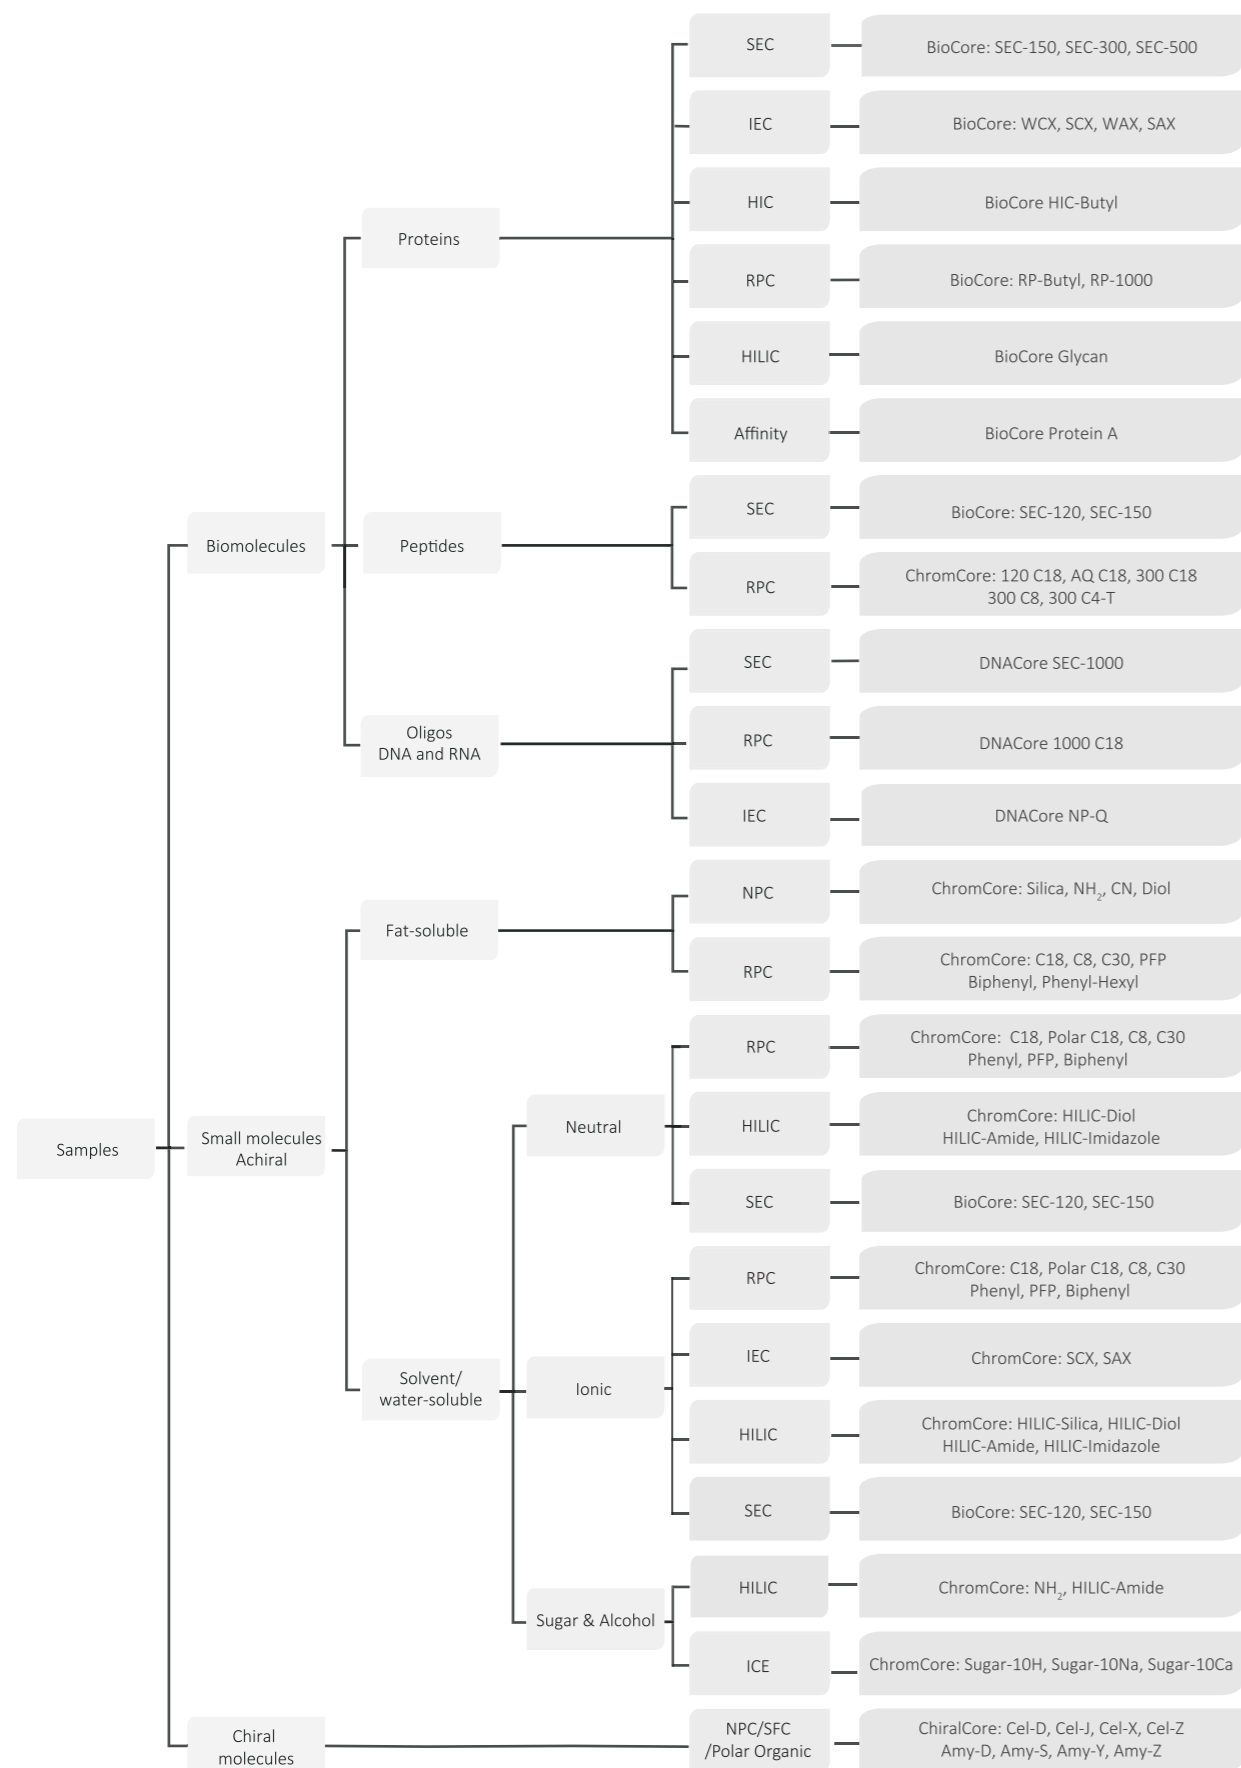 SEC
BioCore: SEC-150, SEC-300, SEC-500
IEC
BioCore: WCX, SCX, WAX, SAX
HIC
BioCore HIC-Butyl
Proteins
RPC
BioCore: RP-Butyl, RP-1000
HILIC
BioCore Glycan
Affinity
BioCore Protein A
SEC
BioCore: SEC-120, SEC-150
Biomolecules
Peptides
RPC
ChromCore: 120 C18, AQ C18, 300 C18
300 C8, 300 C4-T
SEC
DNACore SEC-1000
Oligos
DNA and RNA
RPC
DNACore 1000 C18
IEC
DNACore NP-Q
NPC
ChromCore: Silica, NH₂, CN, Diol
Fat-soluble
RPC
ChromCore: C18, C8, C30, PFP
Biphenyl, Phenyl-Hexyl
RPC
ChromCore: C18, Polar C18, C8, C30
Phenyl, PFP, Biphenyl
Samples
Small molecules
Achiral
Neutral
HILIC
ChromCore: HILIC-Diol
HILIC-Amide, HILIC-Imidazole
SEC
BioCore: SEC-120, SEC-150
RPC
ChromCore: C18, Polar C18, C8, C30
Phenyl, PFP, Biphenyl
IEC
ChromCore: SCX, SAX
Solvent/
water-soluble
Ionic
HILIC
ChromCore: HILIC-Silica, HILIC-Diol
HILIC-Amide, HILIC-Imidazole
SEC
BioCore: SEC-120, SEC-150
HILIC
ChromCore: NH₂, HILIC-Amide
Sugar & Alcohol
ICE
ChromCore: Sugar-10H, Sugar-10Na, Sugar-10Ca
Chiral
molecules
NPC/SFC
/Polar Organic
ChiralCore: Cel-D, Cel-J, Cel-X, Cel-Z
Amy-D, Amy-S, Amy-Y, Amy-Z